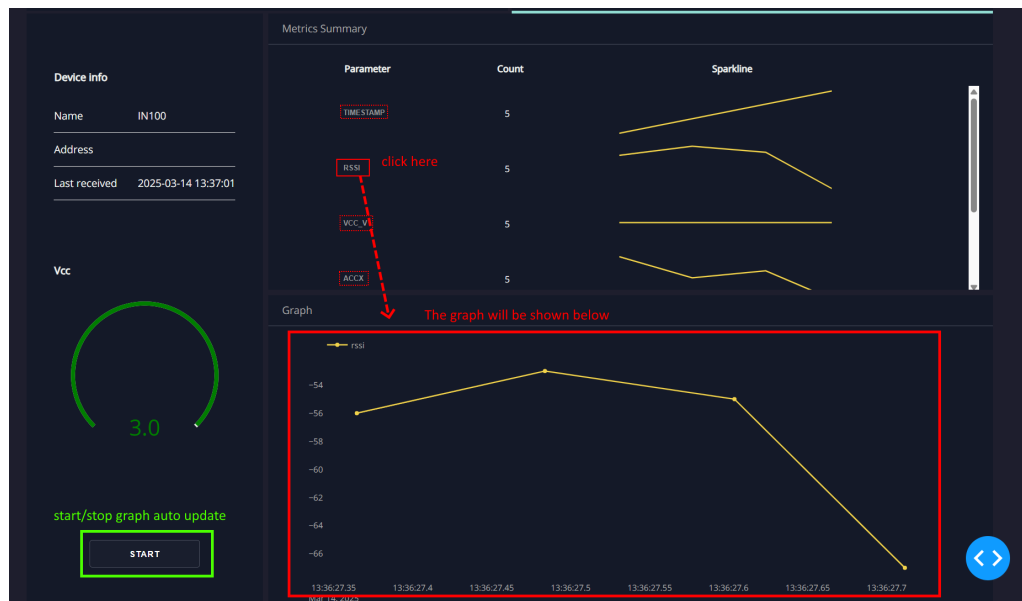 Metrics Summary
Device info
Name IN100
Address
Last received 2025-03-14 13:37:01
Parameter Count Sparkline
TIMESTAMP 5
RSSI click here 5
VCC_V 5
ACCX 5
Vcc
3.0
start/stop graph auto update
START
Graph
The graph will be shown below
rssi
−54
−56
−58
−60
−62
−64
−66
13:36:27.35 13:36:27.4 13:36:27.45 13:36:27.5 13:36:27.55 13:36:27.6 13:36:27.65 13:36:27.7
Mar 14, 2025